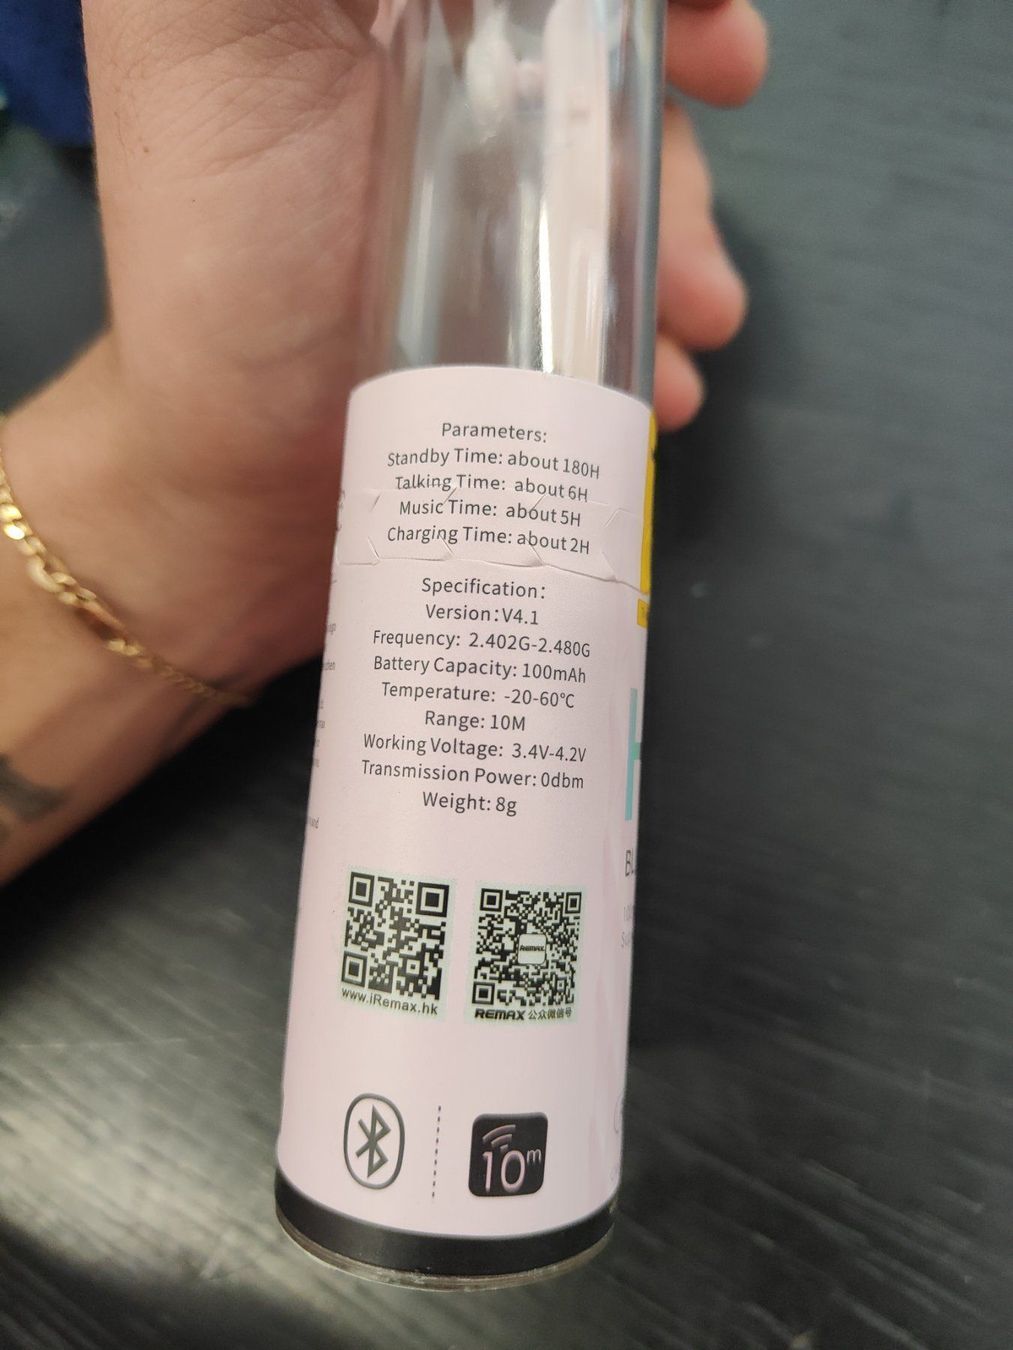 Parameters:
Standby Time: about 180H
Talking Time: about 6H
Music Time: about 5H
Charging Time: about 2H
Specification:
Version:V4.1
Frequency: 2.402G-2.480G
Battery Capacity: 100mAh
Temperature: -20-60℃
Range: 10M
Working Voltage: 3.4V-4.2V
Transmission Power: 0dbm
Weight: 8g
REMAX
www.iRemax.hk
REMAX 公众微信号
10m